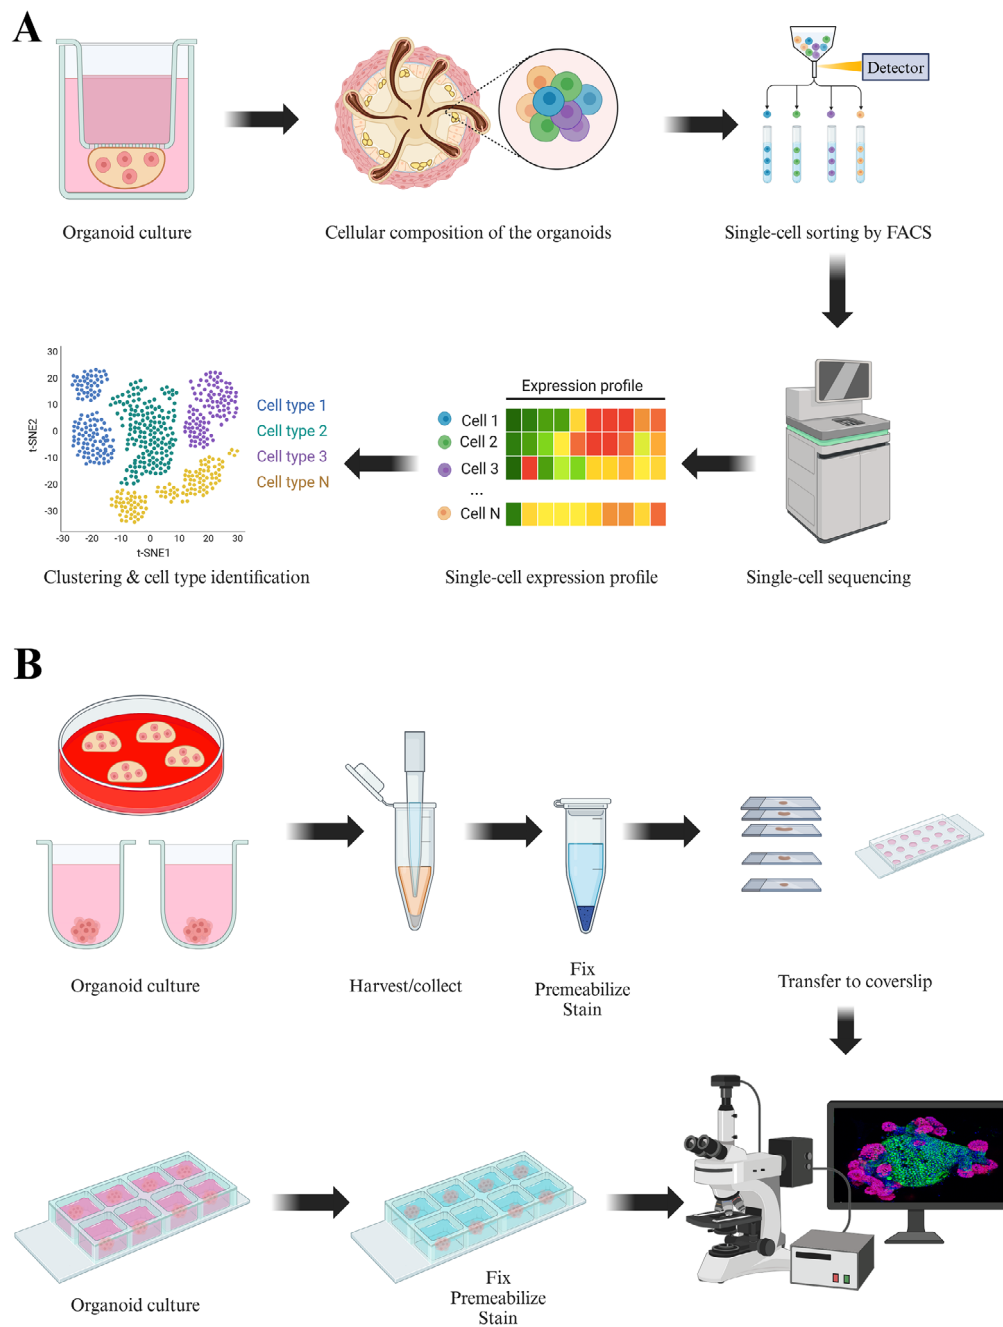 A
Detector
Organoid culture
Cellular composition of the organoids
Single-cell sorting by FACS
30
20
10
0
-10
-20
-30
t-SNE2
-30
-20
-10
0
10
20
30
t-SNE1
Cell type 1
Cell type 2
Cell type 3
Cell type N
Expression profile
Cell 1
Cell 2
Cell 3
...
Cell N
Clustering & cell type identification
Single-cell expression profile
Single-cell sequencing
B
Organoid culture
Harvest/collect
Fix
Premeabilize
Stain
Transfer to coverslip
Organoid culture
Fix
Premeabilize
Stain